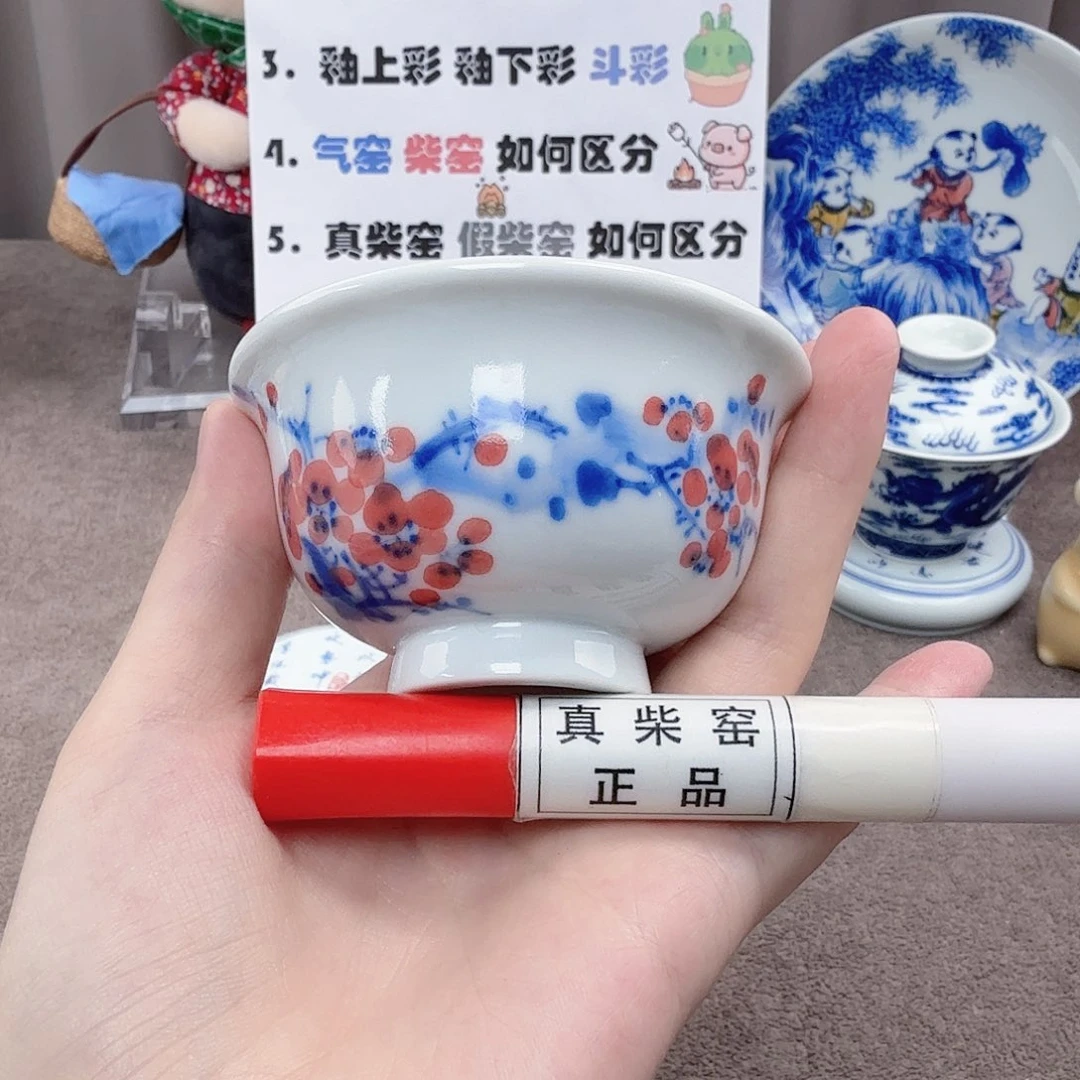 3. 釉上彩 釉下彩 斗彩
4. 气窑 柴窑 如何区分
5. 真柴窑 假柴窑 如何区分
真柴窑
正品